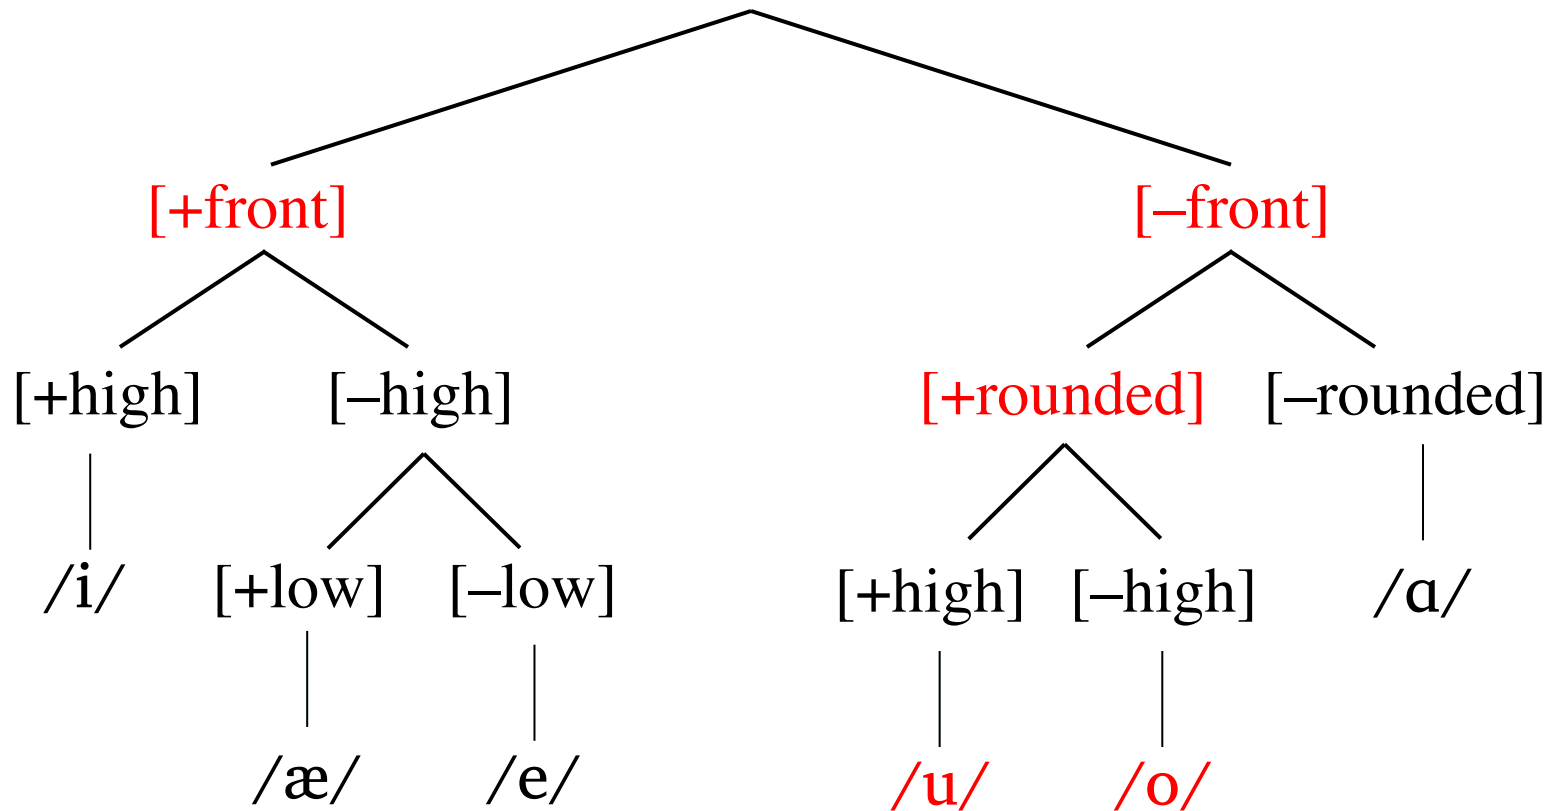 [+front] [–front]
[+high] [–high] [+rounded] [–rounded]
/i/ [+low] [–low] [+high] [–high] /ɑ/
/æ/ /e/ /u/ /o/